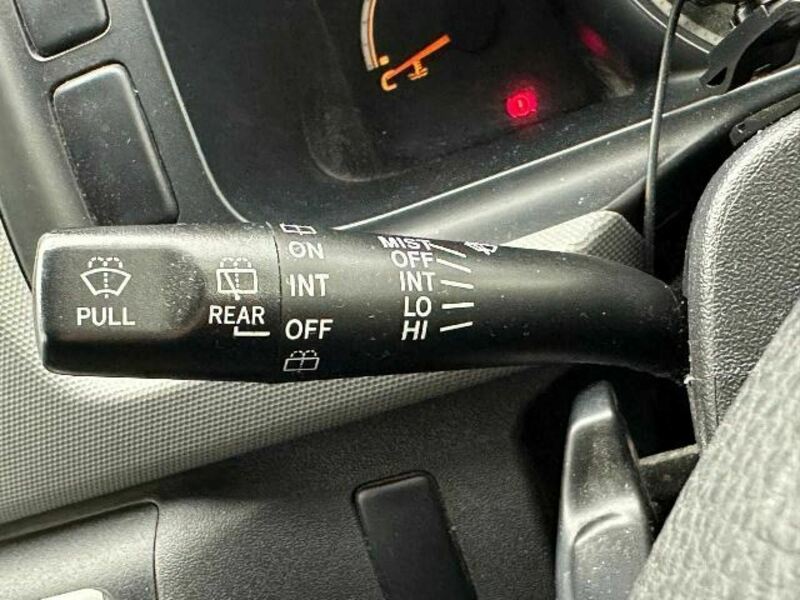 PULL
REAR
ON
INT
OFF
MIST
OFF
INT
LO
HI